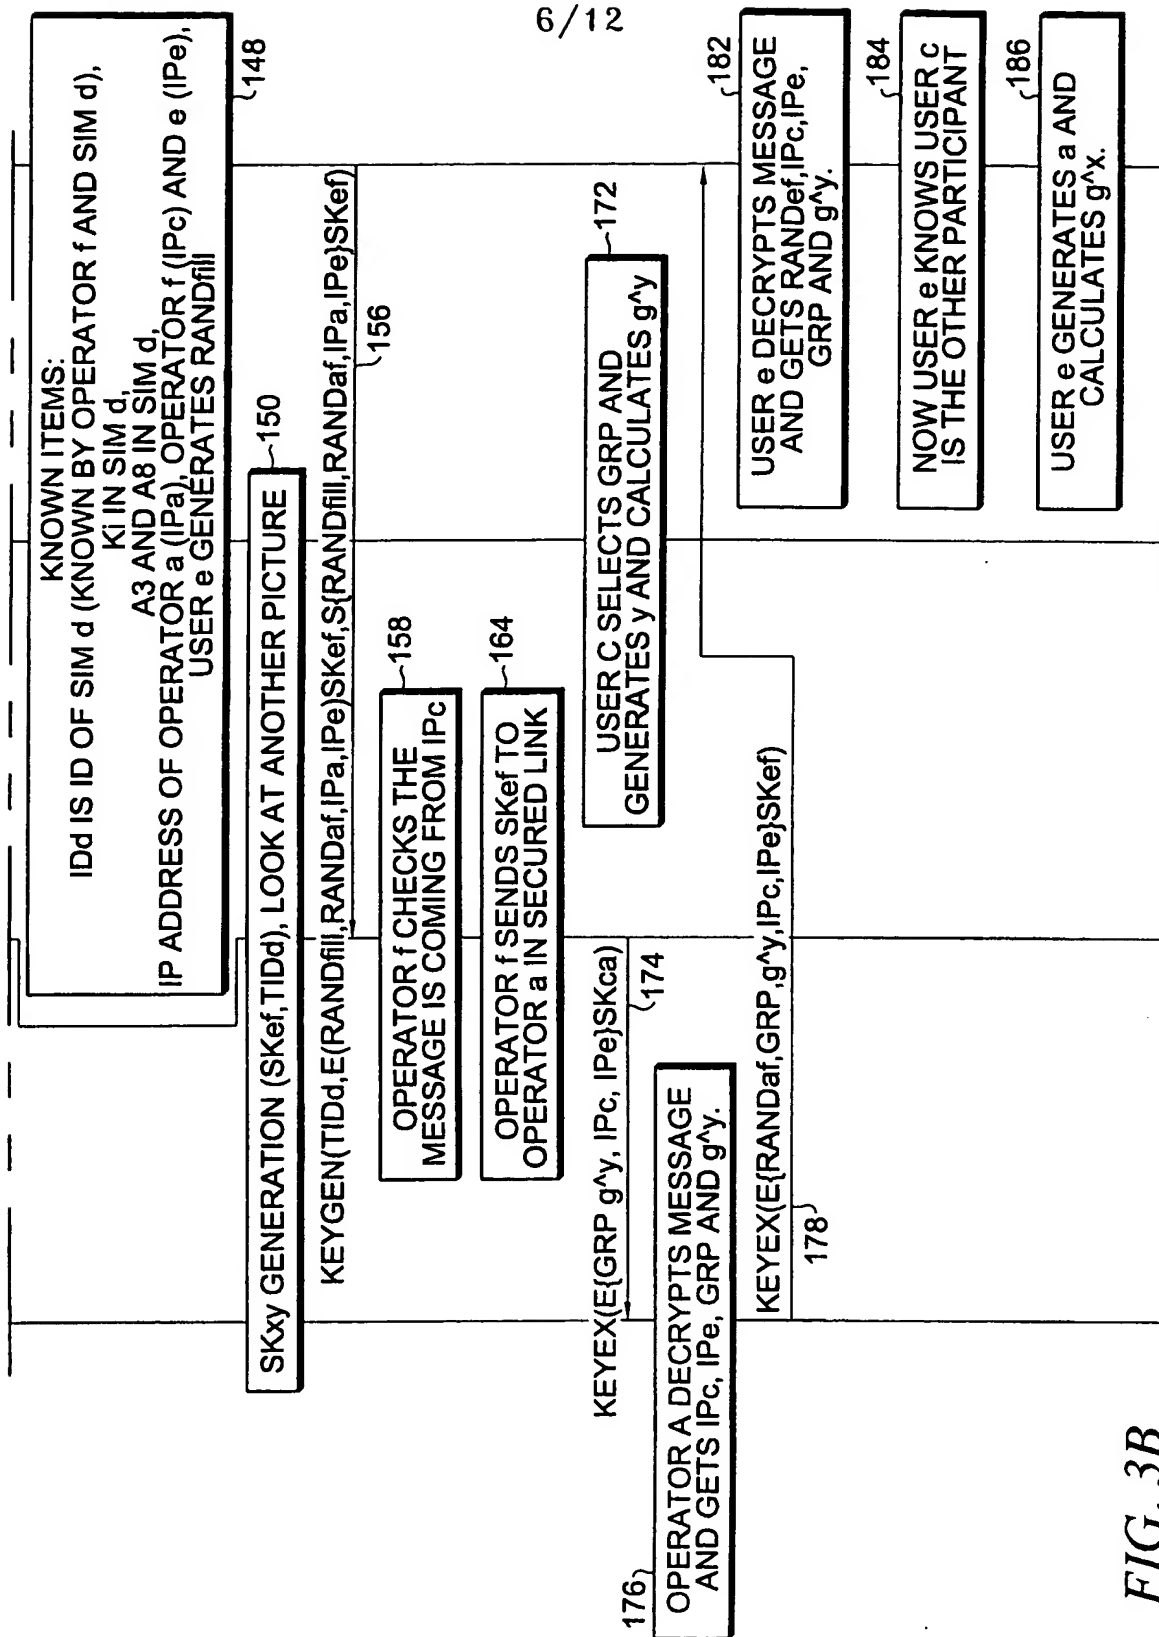 6/12
KNOWN ITEMS:
IDd IS ID OF SIM d (KNOWN BY OPERATOR f AND SIM d),
Ki IN SIM d,
A3 AND A8 IN SIM d,
IP ADDRESS OF OPERATOR a (IPa), OPERATOR f (IPc) AND e (IPe),
USER e GENERATES RANDfill
148
SKxy GENERATION (SKef,TIDd), LOOK AT ANOTHER PICTURE
150
KEYGEN(TIDd,E(RANDfill,RANDaf,IPa,IPe}SKef,S{RANDfill,RANDaf,IPa,IPe}SKef)
156
OPERATOR f CHECKS THE
MESSAGE IS COMING FROM IPc
158
OPERATOR f SENDS SKef TO
OPERATOR a IN SECURED LINK
164
USER C SELECTS GRP AND
GENERATES y AND CALCULATES g^y
172
KEYEX(E{GRP g^y, IPc, IPe}SKca)
174
176
OPERATOR A DECRYPTS MESSAGE
AND GETS IPc, IPe, GRP AND g^y.
KEYEX(E{RANDaf,GRP,g^y,IPc,IPe}SKef)
178
182
USER e DECRYPTS MESSAGE
AND GETS RANDef,IPc,IPe,
GRP AND g^y.
184
NOW USER e KNOWS USER c
IS THE OTHER PARTICIPANT
186
USER e GENERATES a AND
CALCULATES g^x.
FIG. 3B